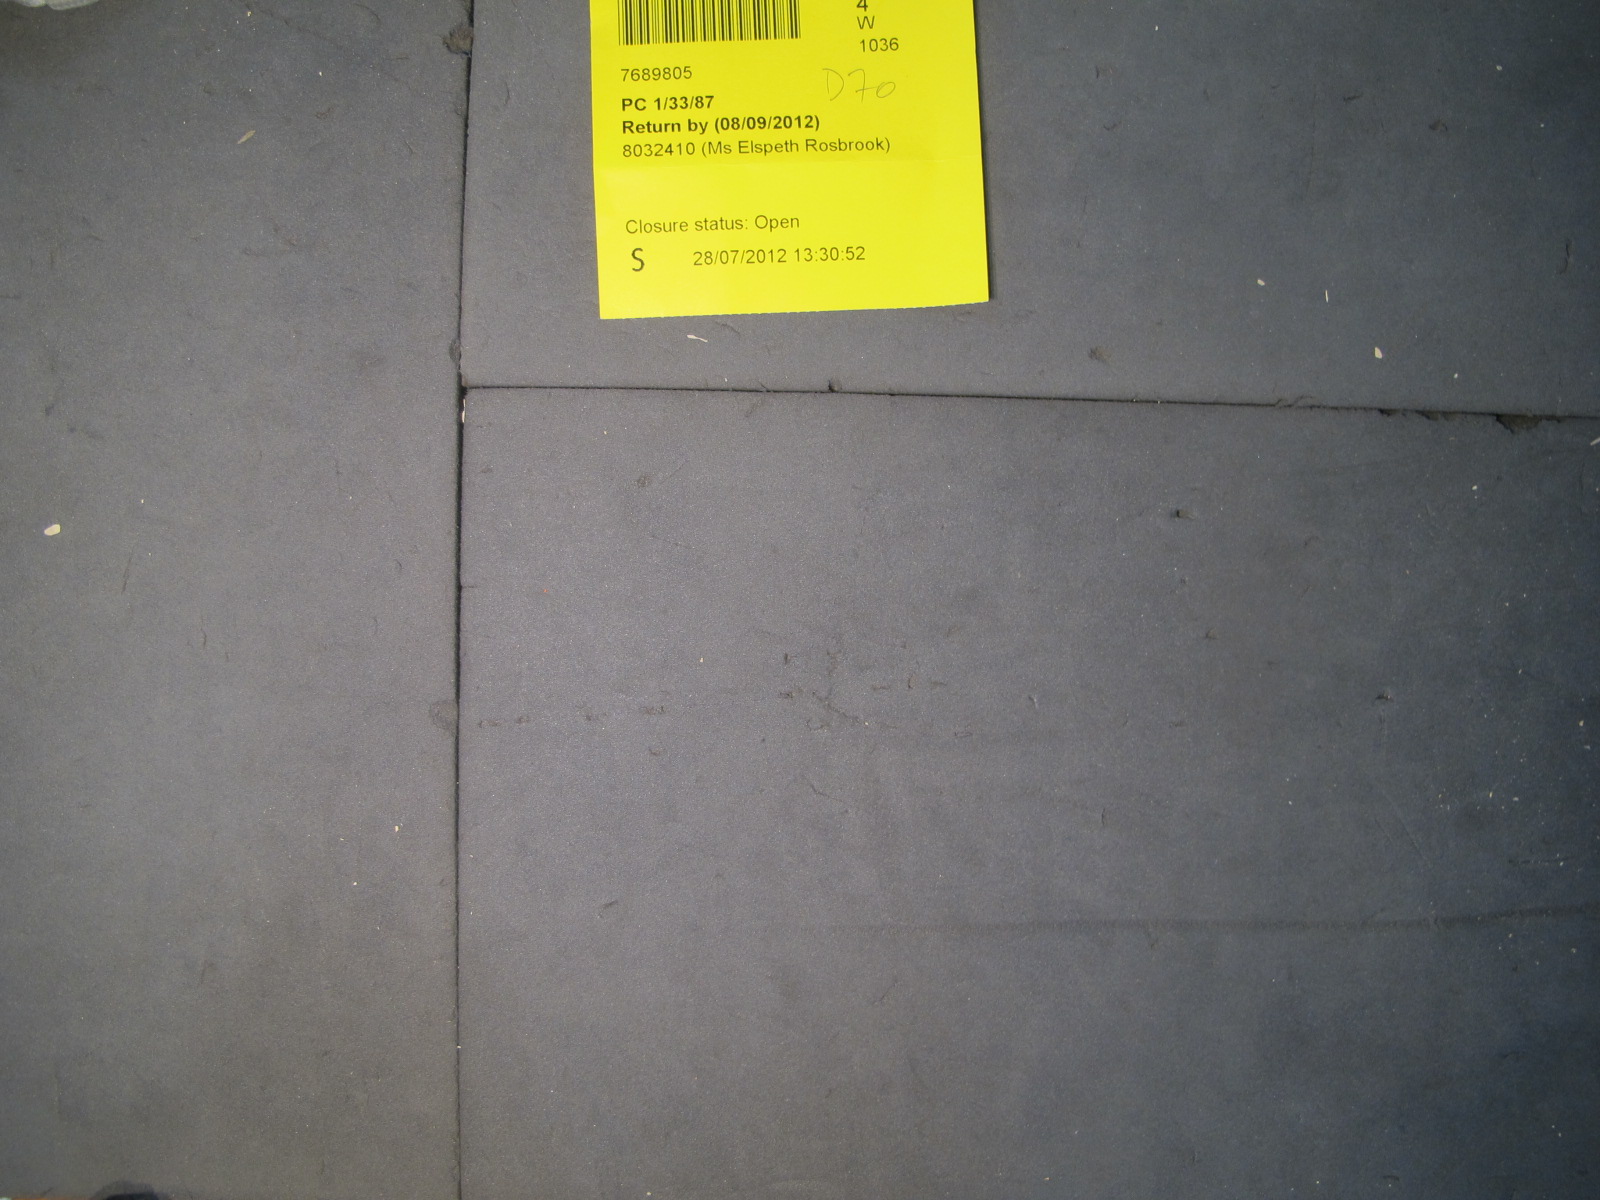 4
W
1036
7689805
D70
PC 1/33/87
Return by (08/09/2012)
8032410 (Ms Elspeth Rosbrook)
Closure status: Open
S 28/07/2012 13:30:52